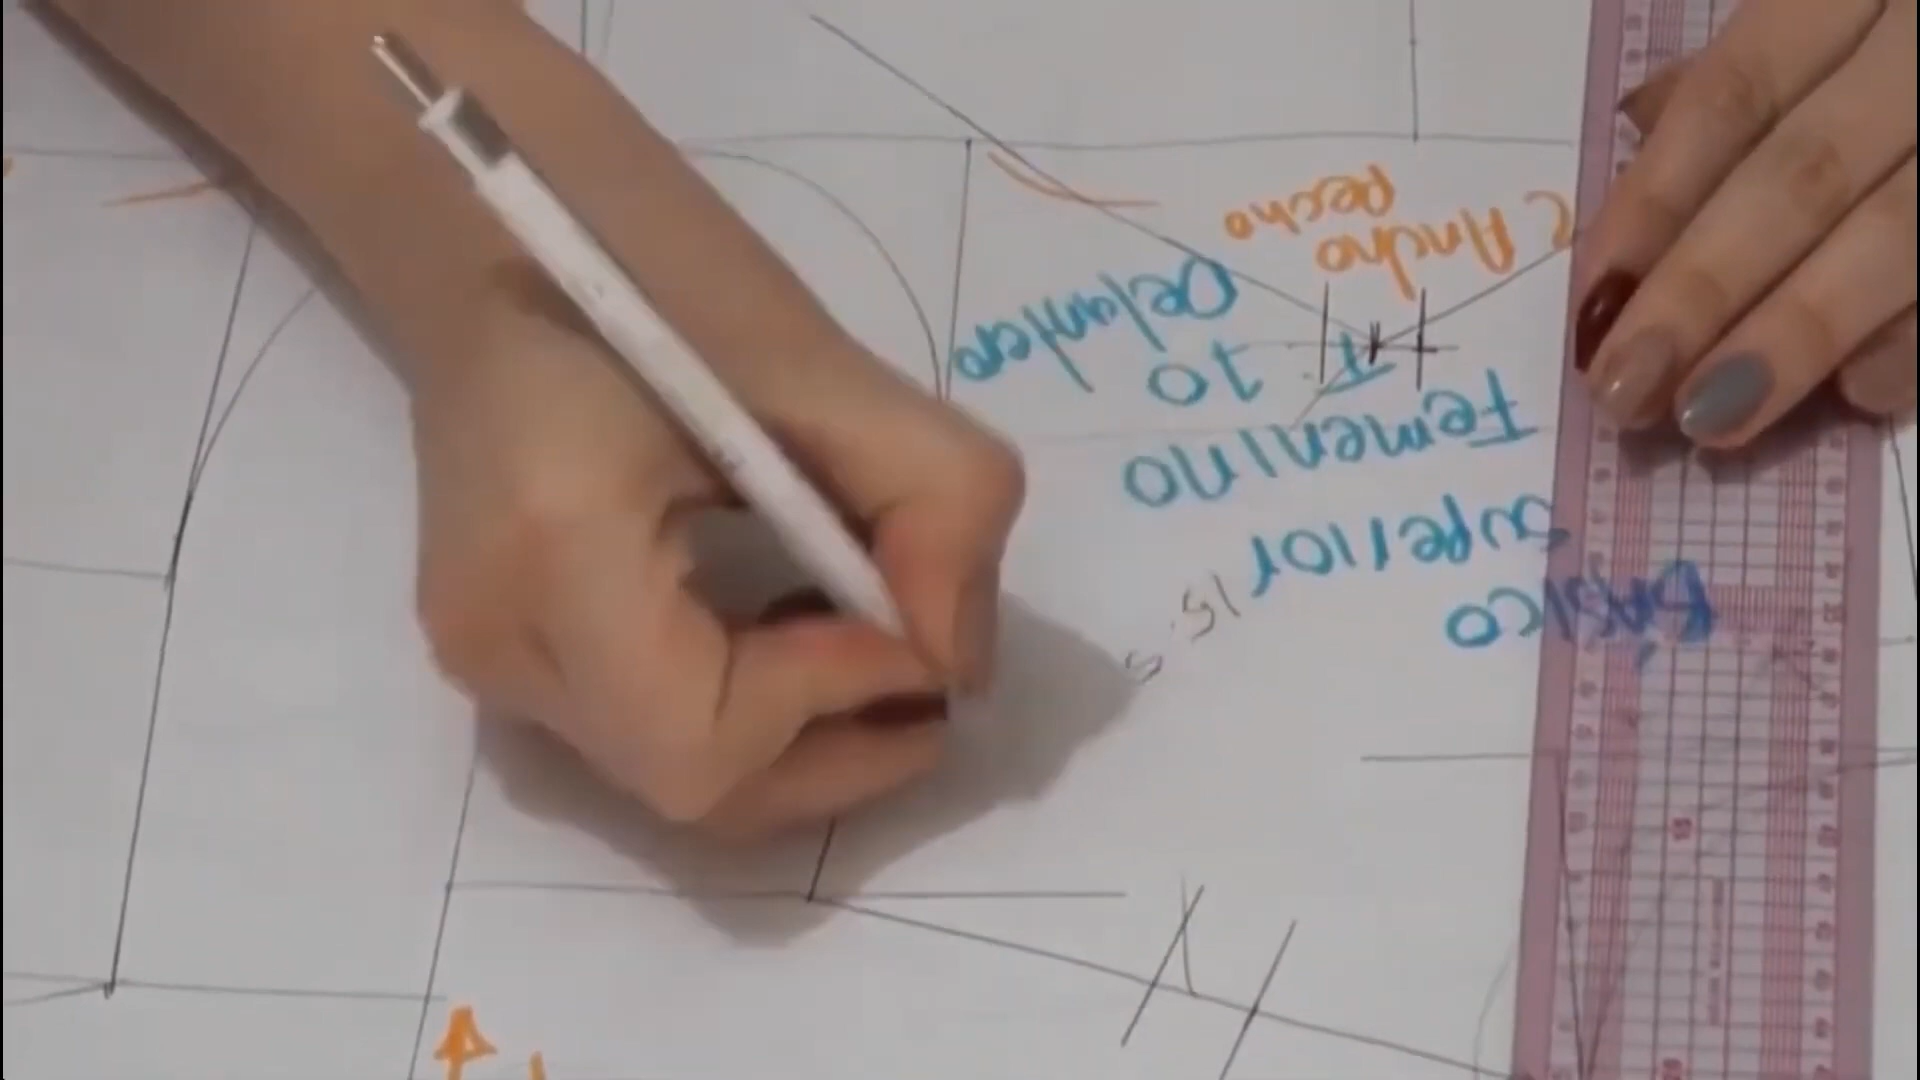 Básico
superior
Femenino
T 10
Delantero
Ancho
pecho
15.5